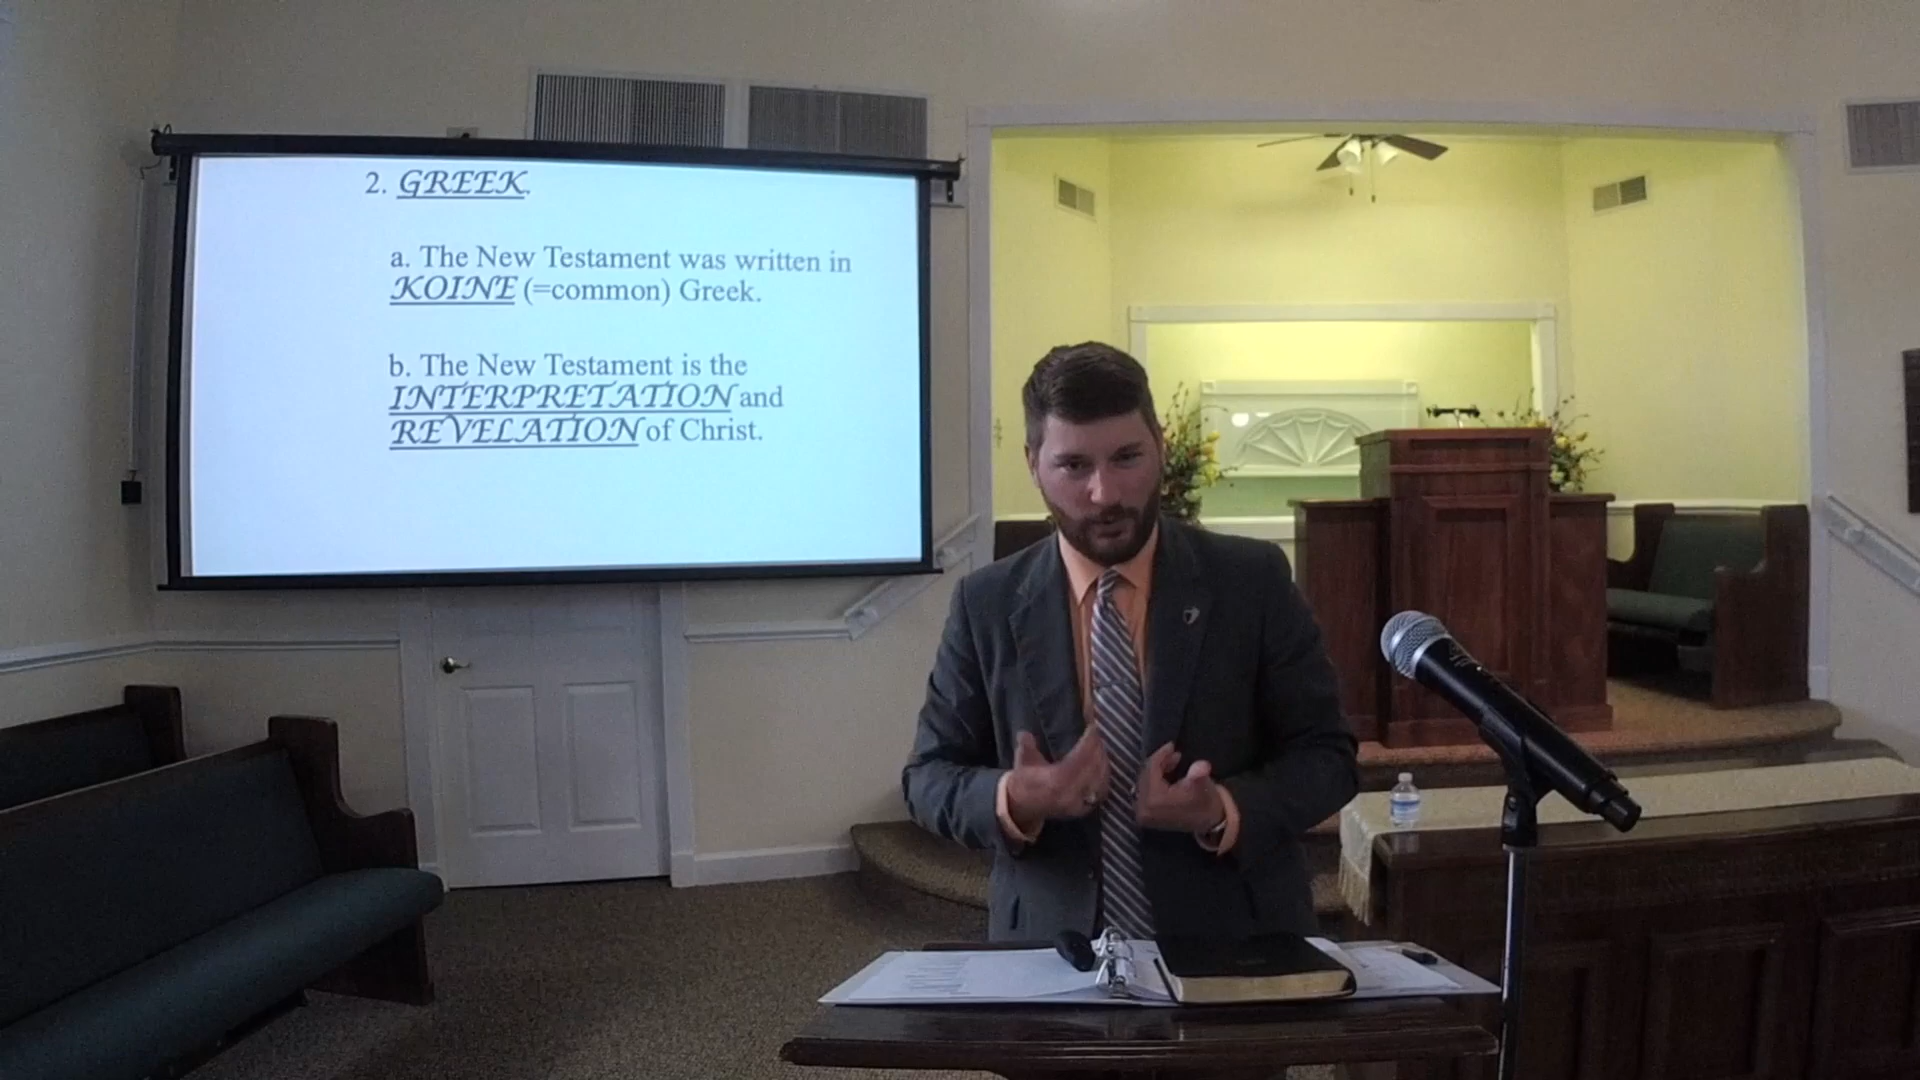 2. GREEK.
a. The New Testament was written in
KOINE (=common) Greek.
b. The New Testament is the
INTERPRETATION and
REVELATION of Christ.